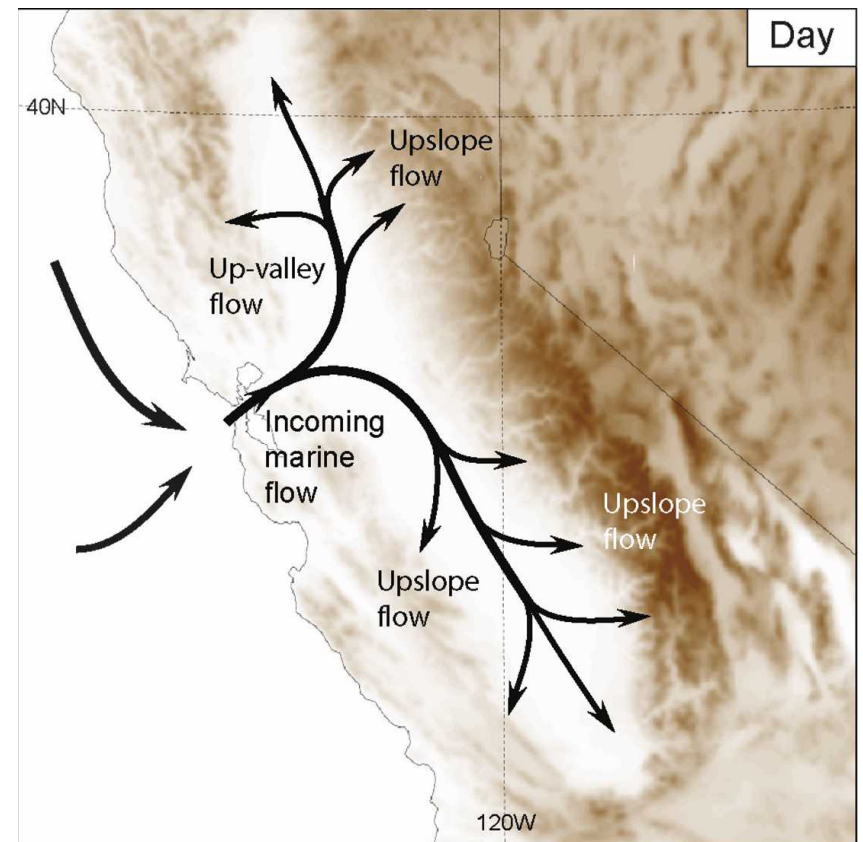 Day
40N
Upslope
flow
Up-valley
flow
Incoming
marine
flow
Upslope
flow
Upslope
flow
120W